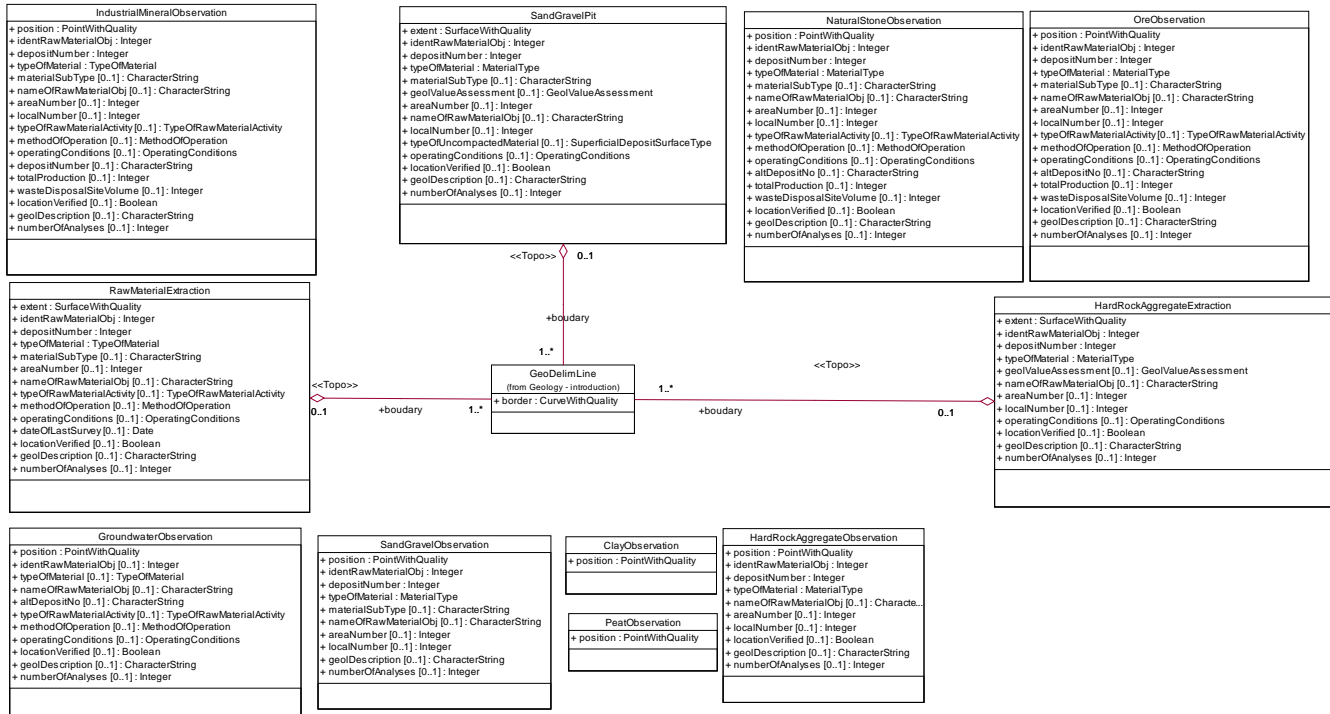 IndustrialMineralObservation
+ position : PointWithQuality
+ identRawMaterialObj : Integer
+ depositNumber : Integer
+ typeOfMaterial : TypeOfMaterial
+ materialSubType [0..1] : CharacterString
+ nameOfRawMaterialObj [0..1] : CharacterString
+ areaNumber [0..1] : Integer
+ localNumber [0..1] : Integer
+ typeOfRawMaterialActivity [0..1] : TypeOfRawMaterialActivity
+ methodOfOperation [0..1] : MethodOfOperation
+ operatingConditions [0..1] : OperatingConditions
+ depositNumber [0..1] : CharacterString
+ totalProduction [0..1] : Integer
+ wasteDisposalSiteVolume [0..1] : Integer
+ locationVerified [0..1] : Boolean
+ geolDescription [0..1] : CharacterString
+ numberOfAnalyses [0..1] : Integer
SandGravelPit
+ extent : SurfaceWithQuality
+ identRawMaterialObj : Integer
+ depositNumber : Integer
+ typeOfMaterial : MaterialType
+ materialSubType [0..1] : CharacterString
+ geolValueAssessment [0..1] : GeolValueAssessment
+ areaNumber [0..1] : Integer
+ nameOfRawMaterialObj [0..1] : CharacterString
+ localNumber [0..1] : Integer
+ typeOfUncompactedMaterial [0..1] : SuperficialDepositSurfaceType
+ operatingConditions [0..1] : OperatingConditions
+ locationVerified [0..1] : Boolean
+ geolDescription [0..1] : CharacterString
+ numberOfAnalyses [0..1] : Integer
NaturalStoneObservation
+ position : PointWithQuality
+ identRawMaterialObj : Integer
+ depositNumber : Integer
+ typeOfMaterial : MaterialType
+ materialSubType [0..1] : CharacterString
+ nameOfRawMaterialObj [0..1] : CharacterString
+ areaNumber [0..1] : Integer
+ localNumber [0..1] : Integer
+ typeOfRawMaterialActivity [0..1] : TypeOfRawMaterialActivity
+ methodOfOperation [0..1] : MethodOfOperation
+ operatingConditions [0..1] : OperatingConditions
+ altDepositNo [0..1] : CharacterString
+ totalProduction [0..1] : Integer
+ wasteDisposalSiteVolume [0..1] : Integer
+ locationVerified [0..1] : Boolean
+ geolDescription [0..1] : CharacterString
+ numberOfAnalyses [0..1] : Integer
OreObservation
+ position : PointWithQuality
+ identRawMaterialObj : Integer
+ depositNumber : Integer
+ typeOfMaterial : MaterialType
+ materialSubType [0..1] : CharacterString
+ nameOfRawMaterialObj [0..1] : CharacterString
+ areaNumber [0..1] : Integer
+ localNumber [0..1] : Integer
+ typeOfRawMaterialActivity [0..1] : TypeOfRawMaterialActivity
+ methodOfOperation [0..1] : MethodOfOperation
+ operatingConditions [0..1] : OperatingConditions
+ altDepositNo [0..1] : CharacterString
+ totalProduction [0..1] : Integer
+ wasteDisposalSiteVolume [0..1] : Integer
+ locationVerified [0..1] : Boolean
+ geolDescription [0..1] : CharacterString
+ numberOfAnalyses [0..1] : Integer
<<Topo>>
0..1
+boudary
1..*
RawMaterialExtraction
+ extent : SurfaceWithQuality
+ identRawMaterialObj : Integer
+ depositNumber : Integer
+ typeOfMaterial : TypeOfMaterial
+ materialSubType [0..1] : CharacterString
+ areaNumber [0..1] : Integer
+ nameOfRawMaterialObj [0..1] : CharacterString
+ typeOfRawMaterialActivity [0..1] : TypeOfRawMaterialActivity
+ methodOfOperation [0..1] : MethodOfOperation
+ operatingConditions [0..1] : OperatingConditions
+ dateOfLastSurvey [0..1] : Date
+ locationVerified [0..1] : Boolean
+ geolDescription [0..1] : CharacterString
+ numberOfAnalyses [0..1] : Integer
<<Topo>>
0..1
+boudary
1..*
GeoDelimLine
(from Geology - introduction)
+ border : CurveWithQuality
<<Topo>>
1..*
+boudary
0..1
HardRockAggregateExtraction
+ extent : SurfaceWithQuality
+ identRawMaterialObj : Integer
+ depositNumber : Integer
+ typeOfMaterial : MaterialType
+ geolValueAssessment [0..1] : GeolValueAssessment
+ nameOfRawMaterialObj [0..1] : CharacterString
+ areaNumber [0..1] : Integer
+ localNumber [0..1] : Integer
+ operatingConditions [0..1] : OperatingConditions
+ locationVerified [0..1] : Boolean
+ geolDescription [0..1] : CharacterString
+ numberOfAnalyses [0..1] : Integer
GroundwaterObservation
+ position : PointWithQuality
+ identRawMaterialObj [0..1] : Integer
+ typeOfMaterial [0..1] : TypeOfMaterial
+ nameOfRawMaterialObj [0..1] : CharacterString
+ altDepositNo [0..1] : CharacterString
+ typeOfRawMaterialActivity [0..1] : TypeOfRawMaterialActivity
+ methodOfOperation [0..1] : MethodOfOperation
+ operatingConditions [0..1] : OperatingConditions
+ locationVerified [0..1] : Boolean
+ geolDescription [0..1] : CharacterString
+ numberOfAnalyses [0..1] : Integer
SandGravelObservation
+ position : PointWithQuality
+ identRawMaterialObj : Integer
+ depositNumber : Integer
+ typeOfMaterial : MaterialType
+ materialSubType [0..1] : CharacterString
+ nameOfRawMaterialObj [0..1] : CharacterString
+ areaNumber [0..1] : Integer
+ localNumber [0..1] : Integer
+ geolDescription [0..1] : CharacterString
+ numberOfAnalyses [0..1] : Integer
ClayObservation
+ position : PointWithQuality
PeatObservation
+ position : PointWithQuality
HardRockAggregateObservation
+ position : PointWithQuality
+ identRawMaterialObj : Integer
+ depositNumber : Integer
+ typeOfMaterial : MaterialType
+ nameOfRawMaterialObj [0..1] : Characte...
+ areaNumber [0..1] : Integer
+ localNumber [0..1] : Integer
+ locationVerified [0..1] : Boolean
+ geolDescription [0..1] : CharacterString
+ numberOfAnalyses [0..1] : Integer